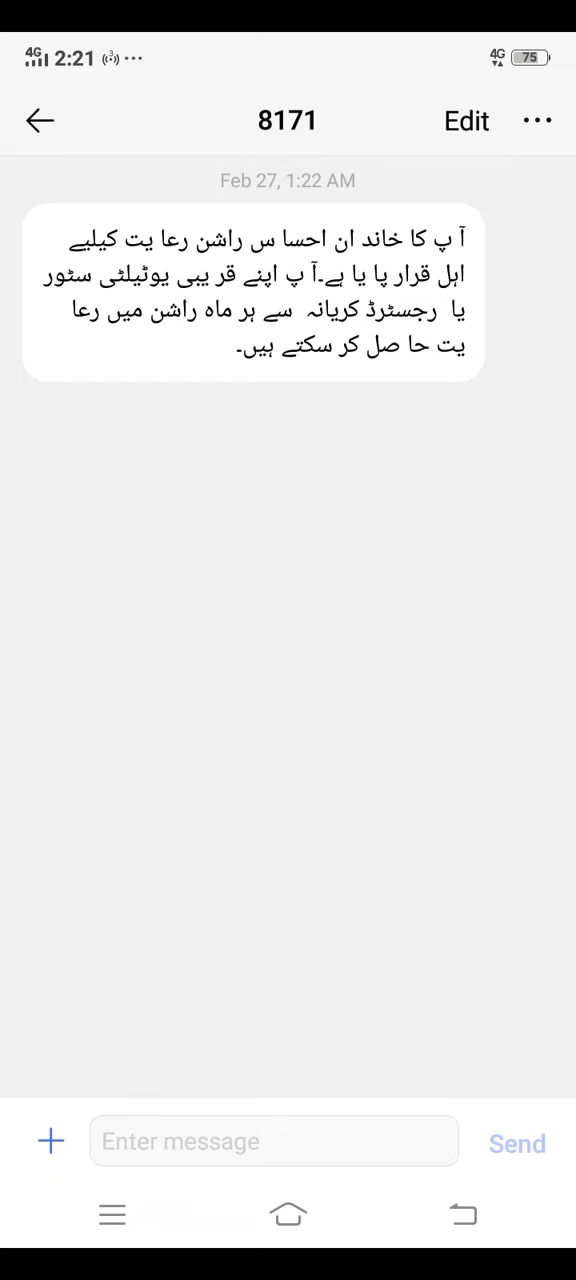 4G 2:21 ... 4G 75
8171 Edit ...
Feb 27, 1:22 AM
آ پ کا خاند ان احسا س راشن رعا یت کیلیے
اہل قرار پا یا ہے۔آ پ اپنے قر یبی یوٹیلٹی سٹور
یا رجسٹرڈ کریانہ سے ہر ماہ راشن میں رعا
یت حا صل کر سکتے ہیں۔
Enter message Send